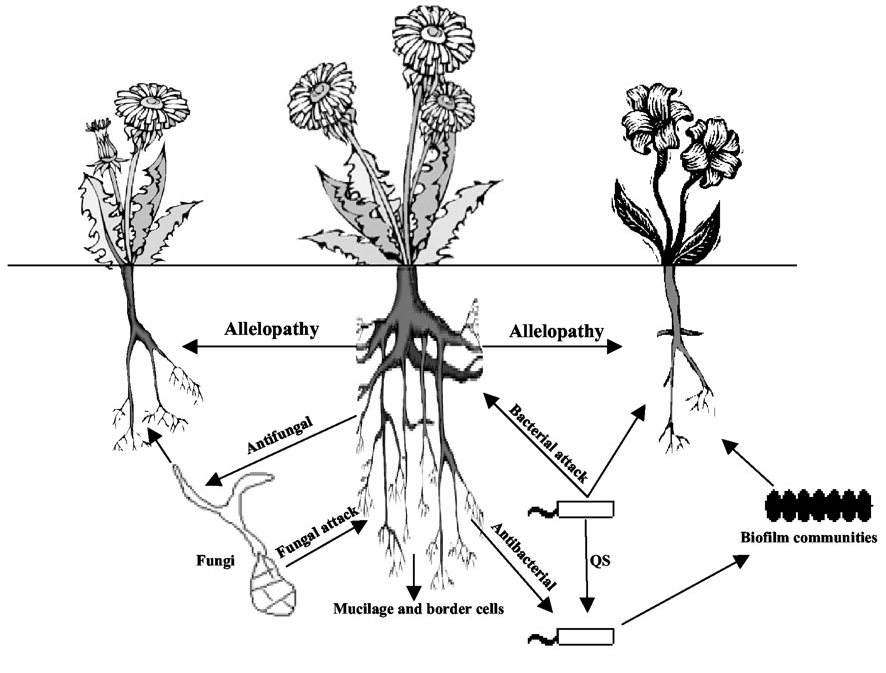 Allelopathy
Allelopathy
Antifungal
Bacterial attack
Fungal attack
Antibacterial
Biofilm communities
Fungi
QS
Mucilage and border cells